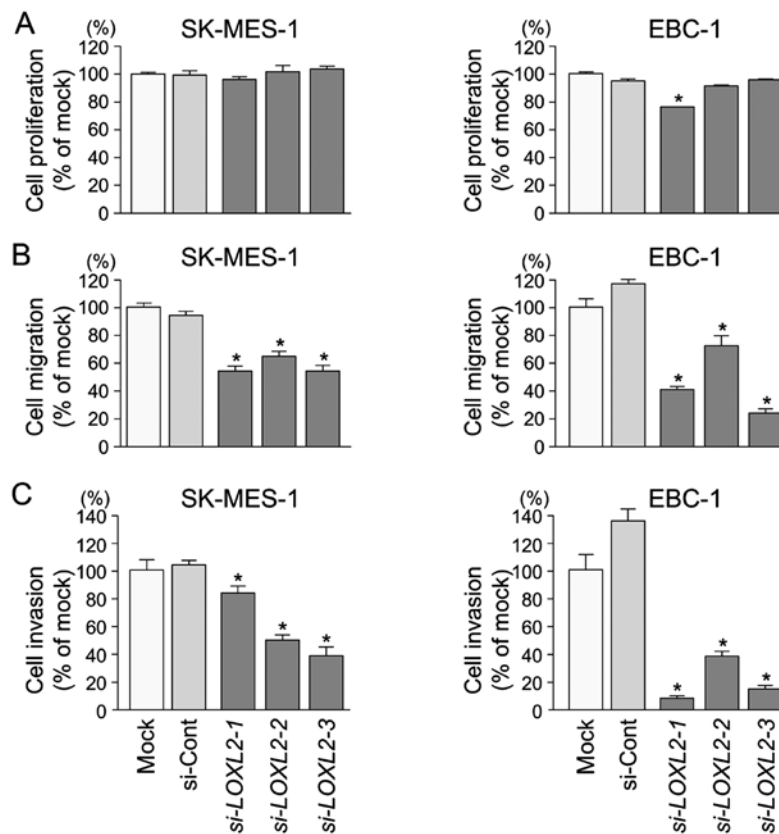 A
(%)
SK-MES-1
Cell proliferation
(% of mock)
120
100
80
60
40
20
0
EBC-1
Cell proliferation
(% of mock)
120
100
80
60
40
20
0
*
B
(%)
SK-MES-1
Cell migration
(% of mock)
120
100
80
60
40
20
0
* * *
(%)
EBC-1
Cell migration
(% of mock)
120
100
80
60
40
20
0
* * *
C
(%)
SK-MES-1
Cell invasion
(% of mock)
140
120
100
80
60
40
20
0
* * *
Mock
si-Cont
si-LOXL2-1
si-LOXL2-2
si-LOXL2-3
(%)
EBC-1
Cell invasion
(% of mock)
140
120
100
80
60
40
20
0
* * *
Mock
si-Cont
si-LOXL2-1
si-LOXL2-2
si-LOXL2-3